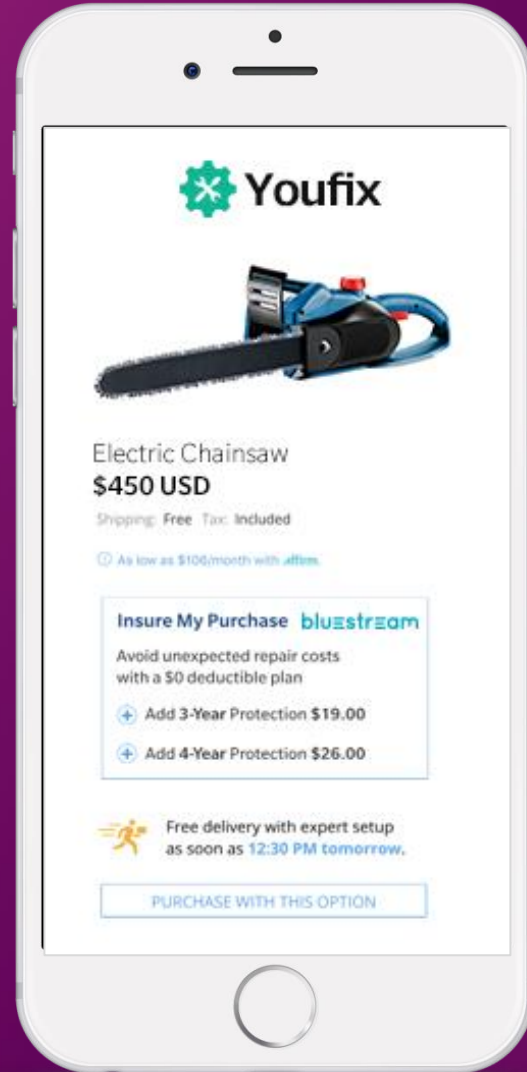 Youfix
Electric Chainsaw
$450 USD
Shipping: Free Tax: Included
As low as $106/month with affirm
Insure My Purchase bluestream
Avoid unexpected repair costs
with a $0 deductible plan
Add 3-Year Protection $19.00
Add 4-Year Protection $26.00
Free delivery with expert setup
as soon as 12:30 PM tomorrow.
PURCHASE WITH THIS OPTION